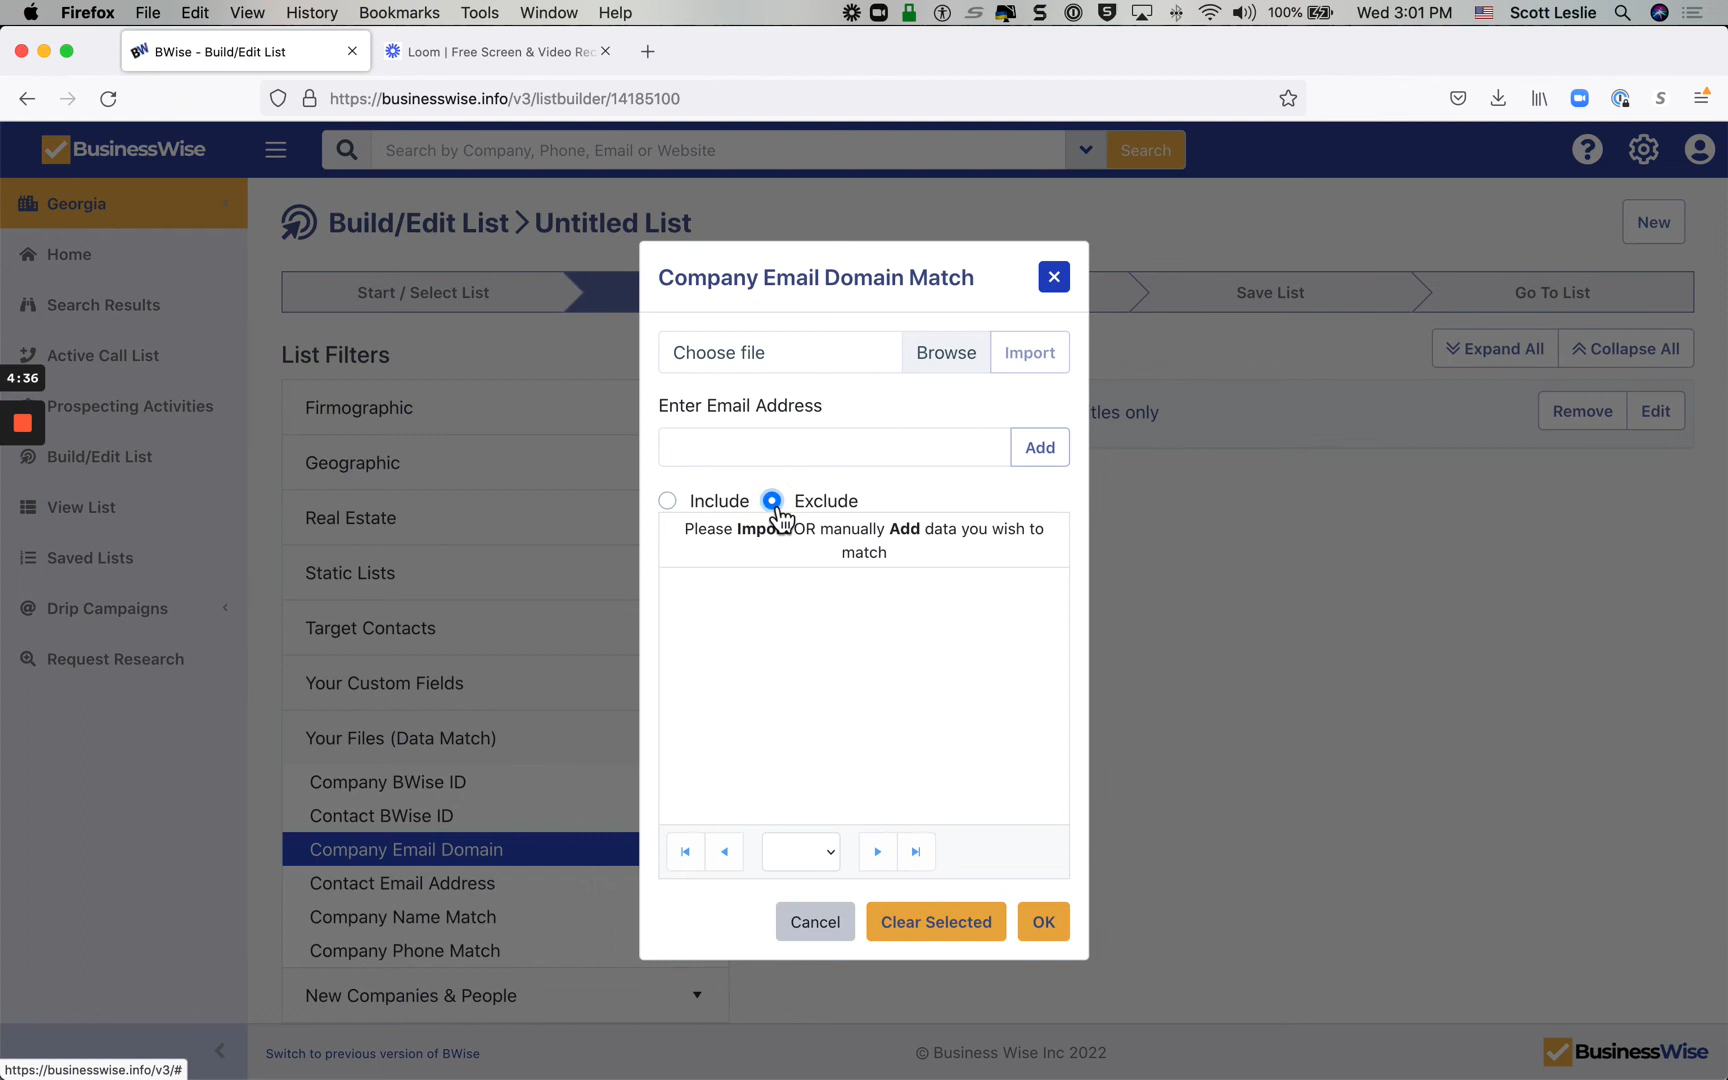 Firefox File Edit View History Bookmarks Tools Window Help 100% Wed 3:01 PM Scott Leslie
BWise - Build/Edit List
Loom | Free Screen & Video Rec
https://businesswise.info/v3/listbuilder/14185100
BusinessWise
Search by Company, Phone, Email or Website
Search
Georgia
Home
Search Results
Active Call List
4:36
Prospecting Activities
Build/Edit List
View List
Saved Lists
Drip Campaigns
Request Research
Build/Edit List > Untitled List
New
Start / Select List
Save List
Go To List
List Filters
Expand All
Collapse All
Firmographic
Geographic
Real Estate
Static Lists
Target Contacts
Your Custom Fields
Your Files (Data Match)
Company BWise ID
Contact BWise ID
Company Email Domain
Contact Email Address
Company Name Match
Company Phone Match
New Companies & People
tles only
Remove
Edit
Company Email Domain Match
Choose file
Browse
Import
Enter Email Address
Add
Include
Exclude
Please Import OR manually Add data you wish to
match
Cancel
Clear Selected
OK
Switch to previous version of BWise
© Business Wise Inc 2022
BusinessWise
https://businesswise.info/v3/#